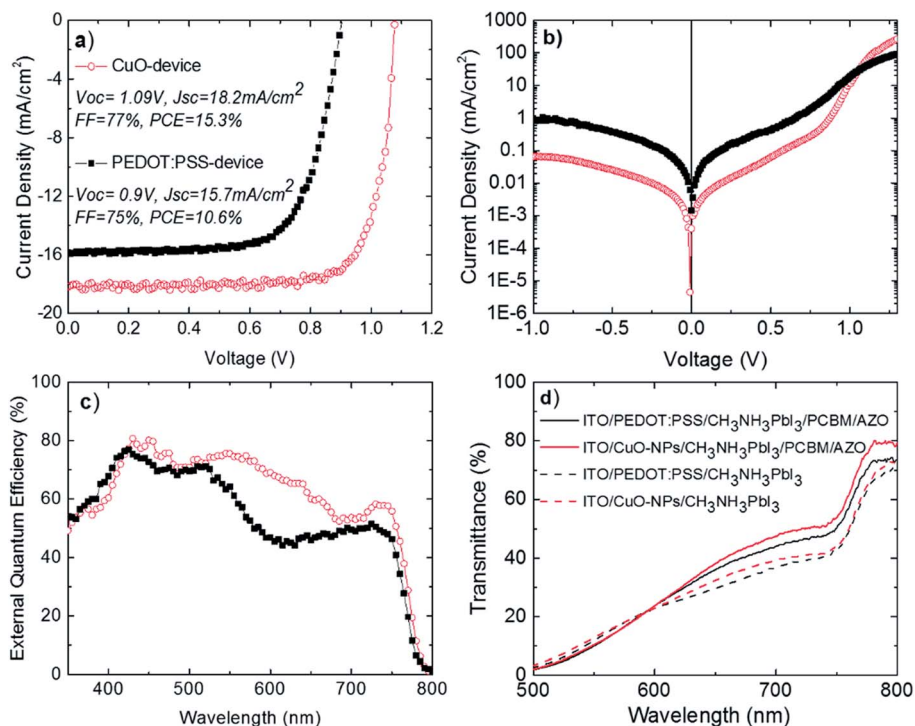 a)
CuO-device
Voc= 1.09V, Jsc=18.2mA/cm²
FF=77%, PCE=15.3%
PEDOT:PSS-device
Voc= 0.9V, Jsc=15.7mA/cm²
FF=75%, PCE=10.6%
0
-4
-8
-12
-16
-20
Current Density (mA/cm²)
0.0 0.2 0.4 0.6 0.8 1.0 1.2
Voltage (V)
b)
1000
100
10
1
0.1
0.01
1E-3
1E-4
1E-5
1E-6
Current Density (mA/cm²)
-1.0 -0.5 0.0 0.5 1.0
Voltage (V)
c)
100
80
60
40
20
0
External Quantum Efficiency (%)
400 500 600 700 800
Wavelength (nm)
d)
ITO/PEDOT:PSS/CH₃NH₃PbI₃/PCBM/AZO
ITO/CuO-NPs/CH₃NH₃PbI₃/PCBM/AZO
ITO/PEDOT:PSS/CH₃NH₃PbI₃
ITO/CuO-NPs/CH₃NH₃PbI₃
100
80
60
40
20
0
Transmittance (%)
500 600 700 800
Wavelength (nm)